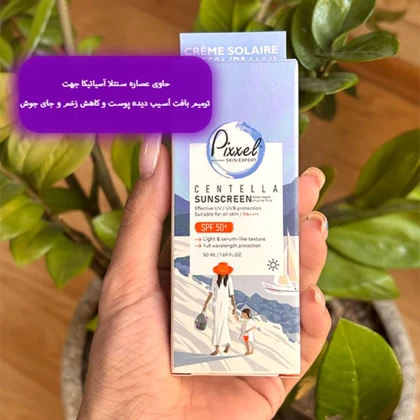 CRÈME SOLAIRE
حاوی عصاره سنتلا آسیاتیکا جهت
ترمیم بافت آسیب دیده پوست و کاهش زخم و جای جوش
Pixxel
SKIN EXPERT
CENTELLA
SUNSCREEN
Effective UV / UVB protection
Suitable for all skin / PA++++
SPF 50+
→ Light & serum-like texture
→ Full wavelength protection
50 ML/1.69 FL.OZ.